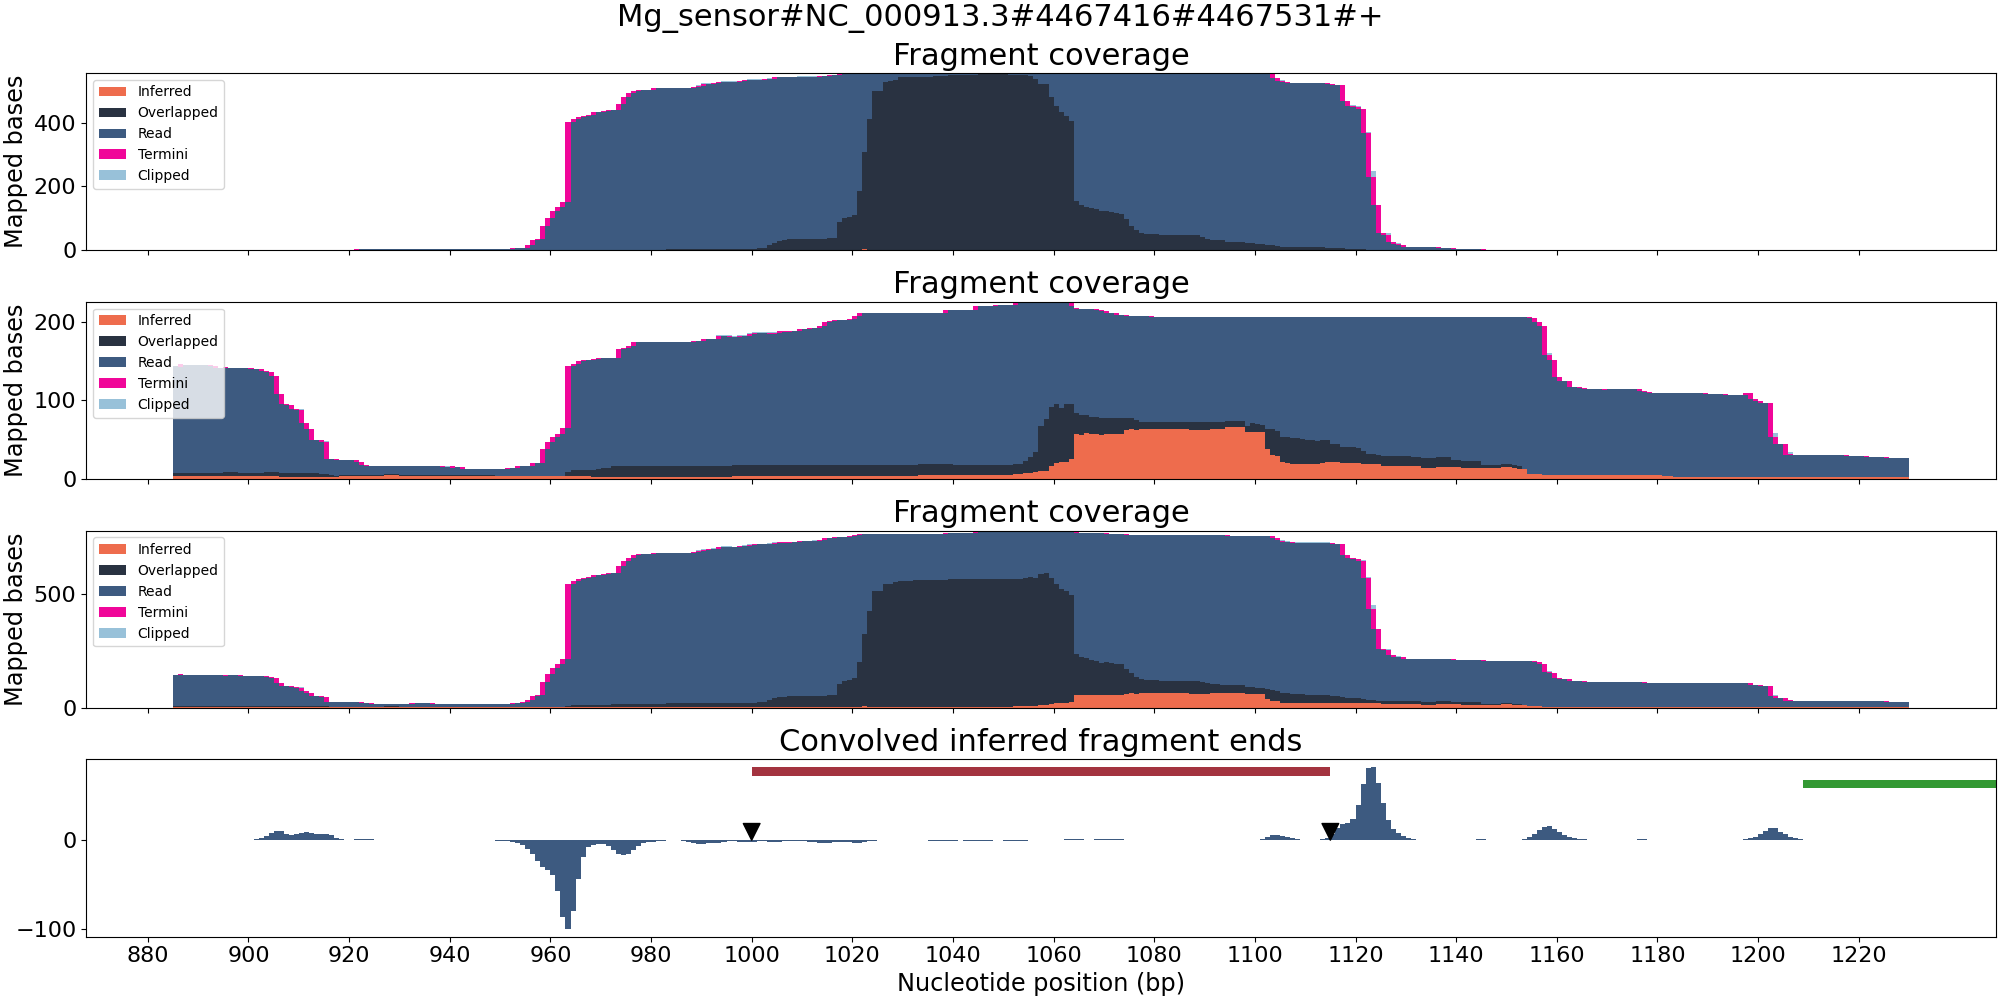 Mg_sensor#NC_000913.3#4467416#4467531#+
Fragment coverage
Mapped bases
400
200
0
Inferred
Overlapped
Read
Termini
Clipped
Fragment coverage
Mapped bases
200
100
0
Inferred
Overlapped
Read
Termini
Clipped
Fragment coverage
Mapped bases
500
0
Inferred
Overlapped
Read
Termini
Clipped
Convolved inferred fragment ends
0
−100
880 900 920 940 960 980 1000 1020 1040 1060 1080 1100 1120 1140 1160 1180 1200 1220
Nucleotide position (bp)